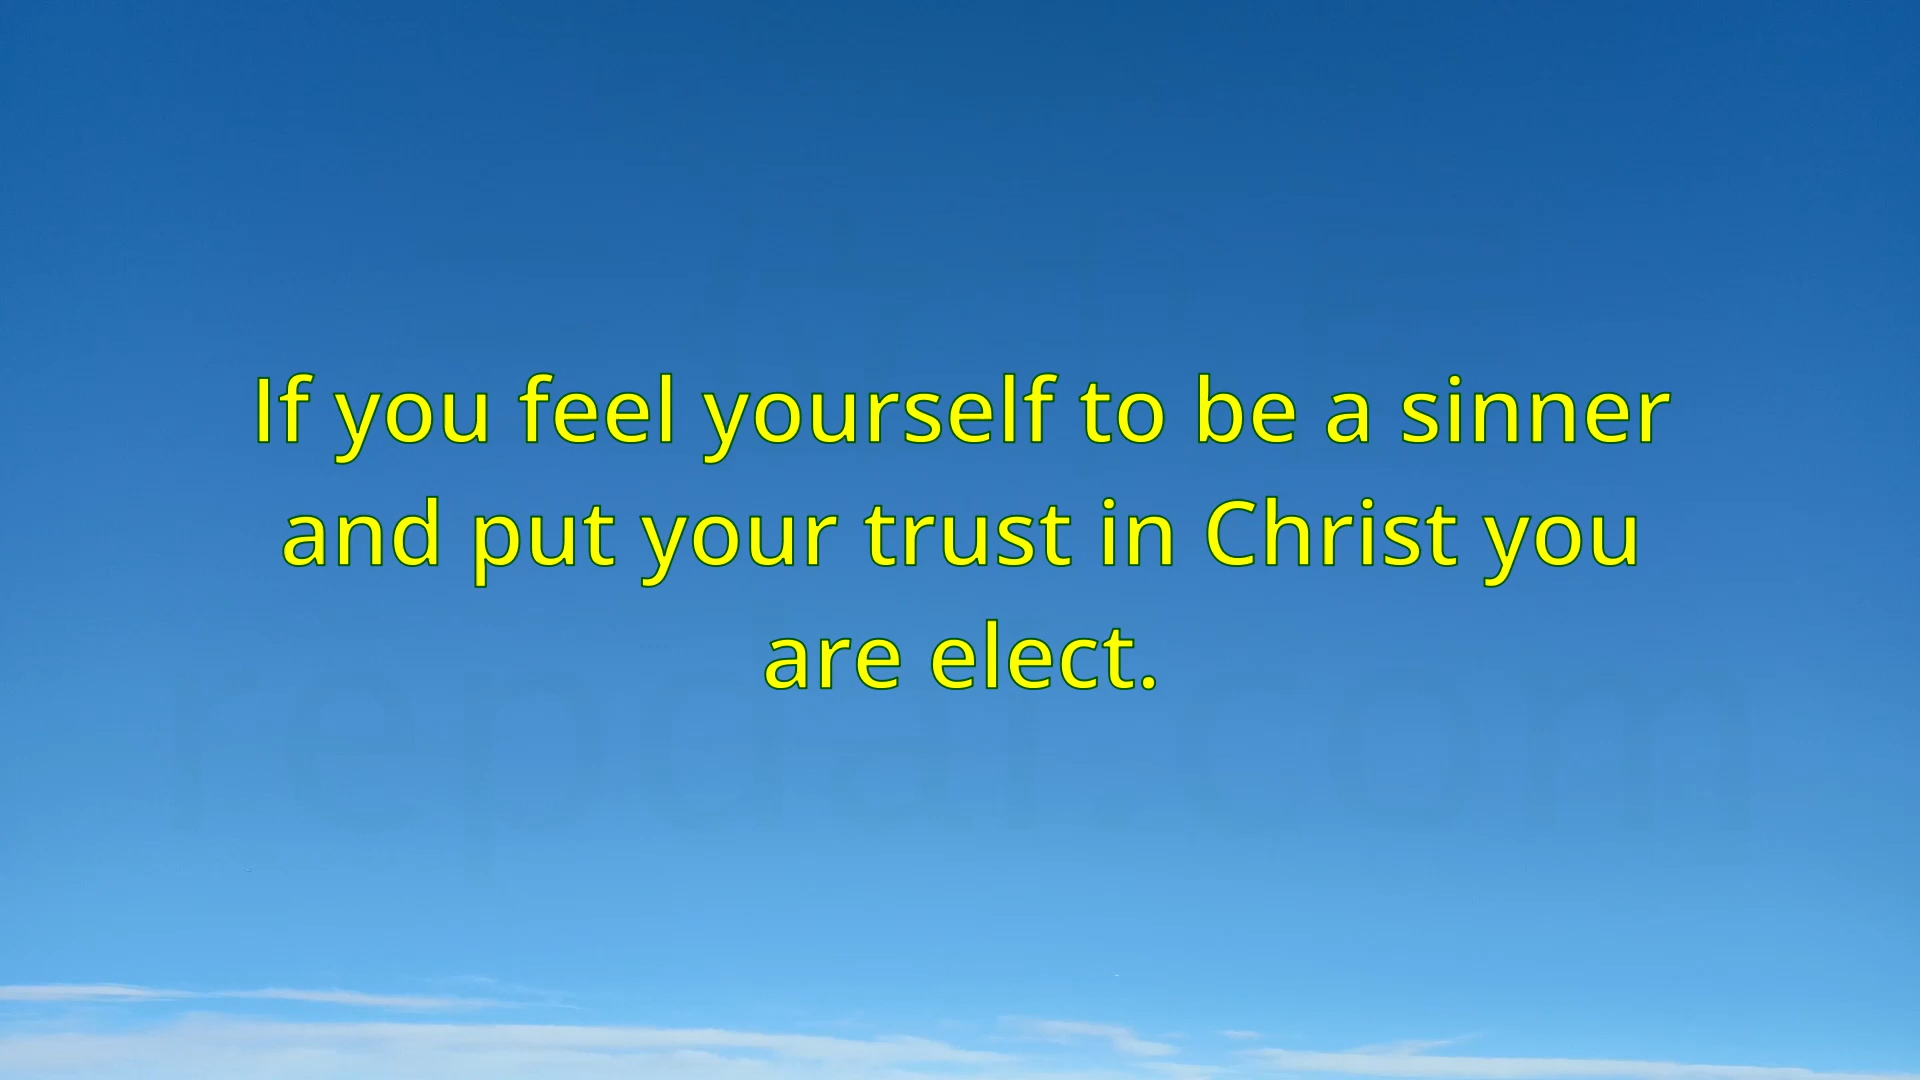 If you feel yourself to be a sinner
and put your trust in Christ you
are elect.